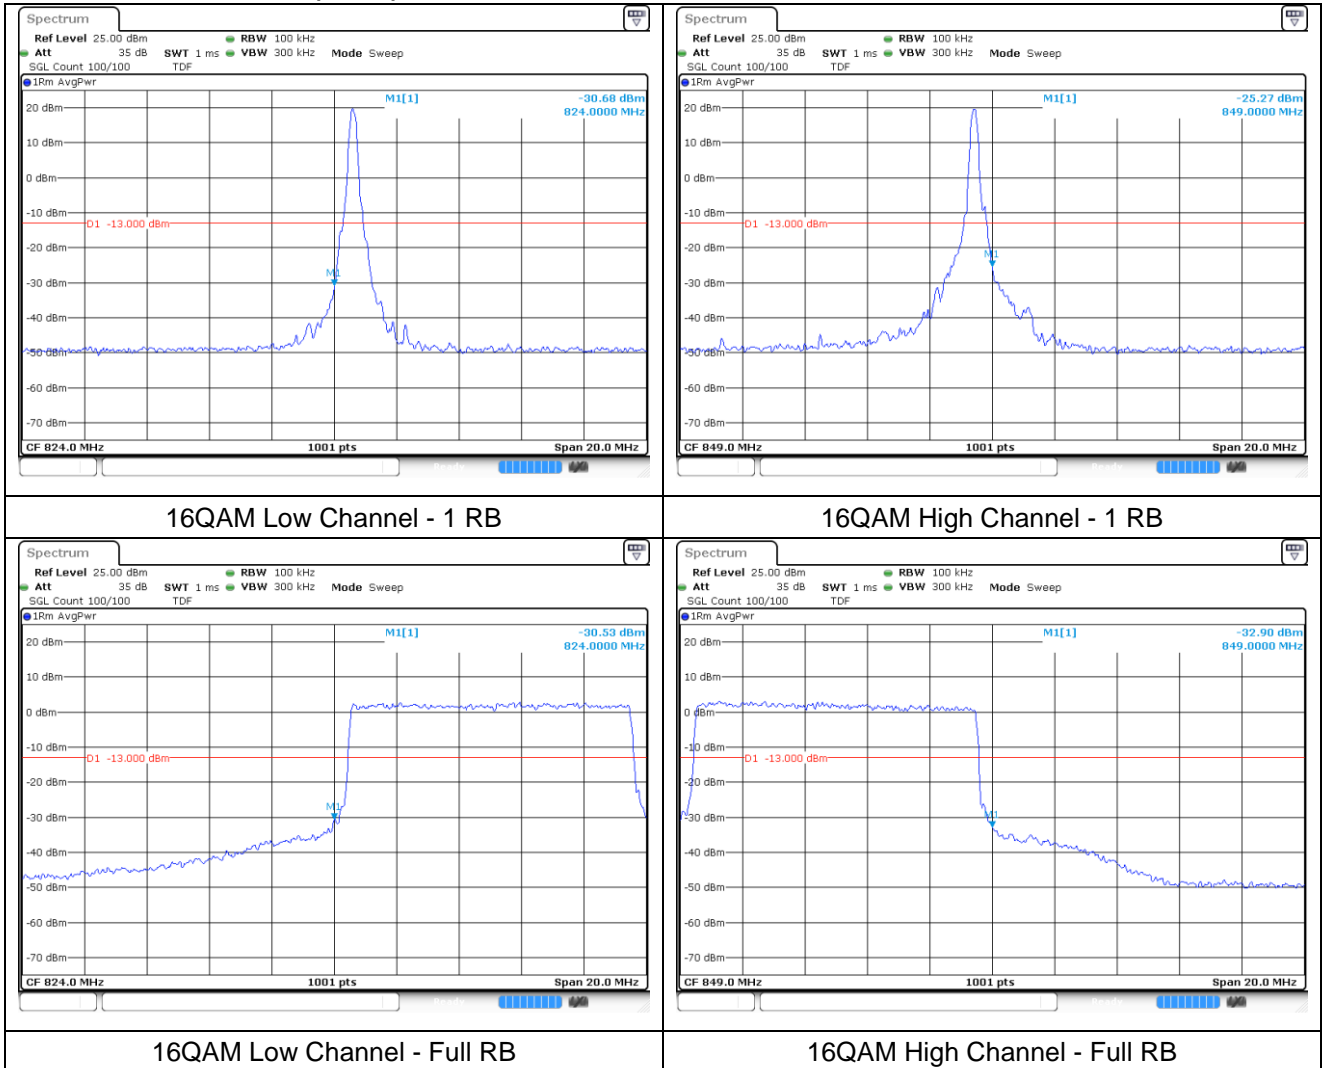 Spectrum
Ref Level 25.00 dBm RBW 100 kHz
Att 35 dB SWT 1 ms VBW 300 kHz Mode Sweep
SGL Count 100/100 TDF
1Rm AvgPwr
M1[1] -30.68 dBm
824.0000 MHz
20 dBm
10 dBm
0 dBm
-10 dBm
D1 -13.000 dBm
-20 dBm
M1
-30 dBm
-40 dBm
-50 dBm
-60 dBm
-70 dBm
CF 824.0 MHz 1001 pts Span 20.0 MHz
16QAM Low Channel - 1 RB
Spectrum
Ref Level 25.00 dBm RBW 100 kHz
Att 35 dB SWT 1 ms VBW 300 kHz Mode Sweep
SGL Count 100/100 TDF
1Rm AvgPwr
M1[1] -25.27 dBm
849.0000 MHz
20 dBm
10 dBm
0 dBm
-10 dBm
D1 -13.000 dBm
-20 dBm
M1
-30 dBm
-40 dBm
-50 dBm
-60 dBm
-70 dBm
CF 849.0 MHz 1001 pts Span 20.0 MHz
16QAM High Channel - 1 RB
Spectrum
Ref Level 25.00 dBm RBW 100 kHz
Att 35 dB SWT 1 ms VBW 300 kHz Mode Sweep
SGL Count 100/100 TDF
1Rm AvgPwr
M1[1] -30.53 dBm
824.0000 MHz
20 dBm
10 dBm
0 dBm
-10 dBm
D1 -13.000 dBm
-20 dBm
M1
-30 dBm
-40 dBm
-50 dBm
-60 dBm
-70 dBm
CF 824.0 MHz 1001 pts Span 20.0 MHz
16QAM Low Channel - Full RB
Spectrum
Ref Level 25.00 dBm RBW 100 kHz
Att 35 dB SWT 1 ms VBW 300 kHz Mode Sweep
SGL Count 100/100 TDF
1Rm AvgPwr
M1[1] -32.90 dBm
849.0000 MHz
20 dBm
10 dBm
0 dBm
-10 dBm
D1 -13.000 dBm
-20 dBm
-30 dBm
M1
-40 dBm
-50 dBm
-60 dBm
-70 dBm
CF 849.0 MHz 1001 pts Span 20.0 MHz
16QAM High Channel - Full RB